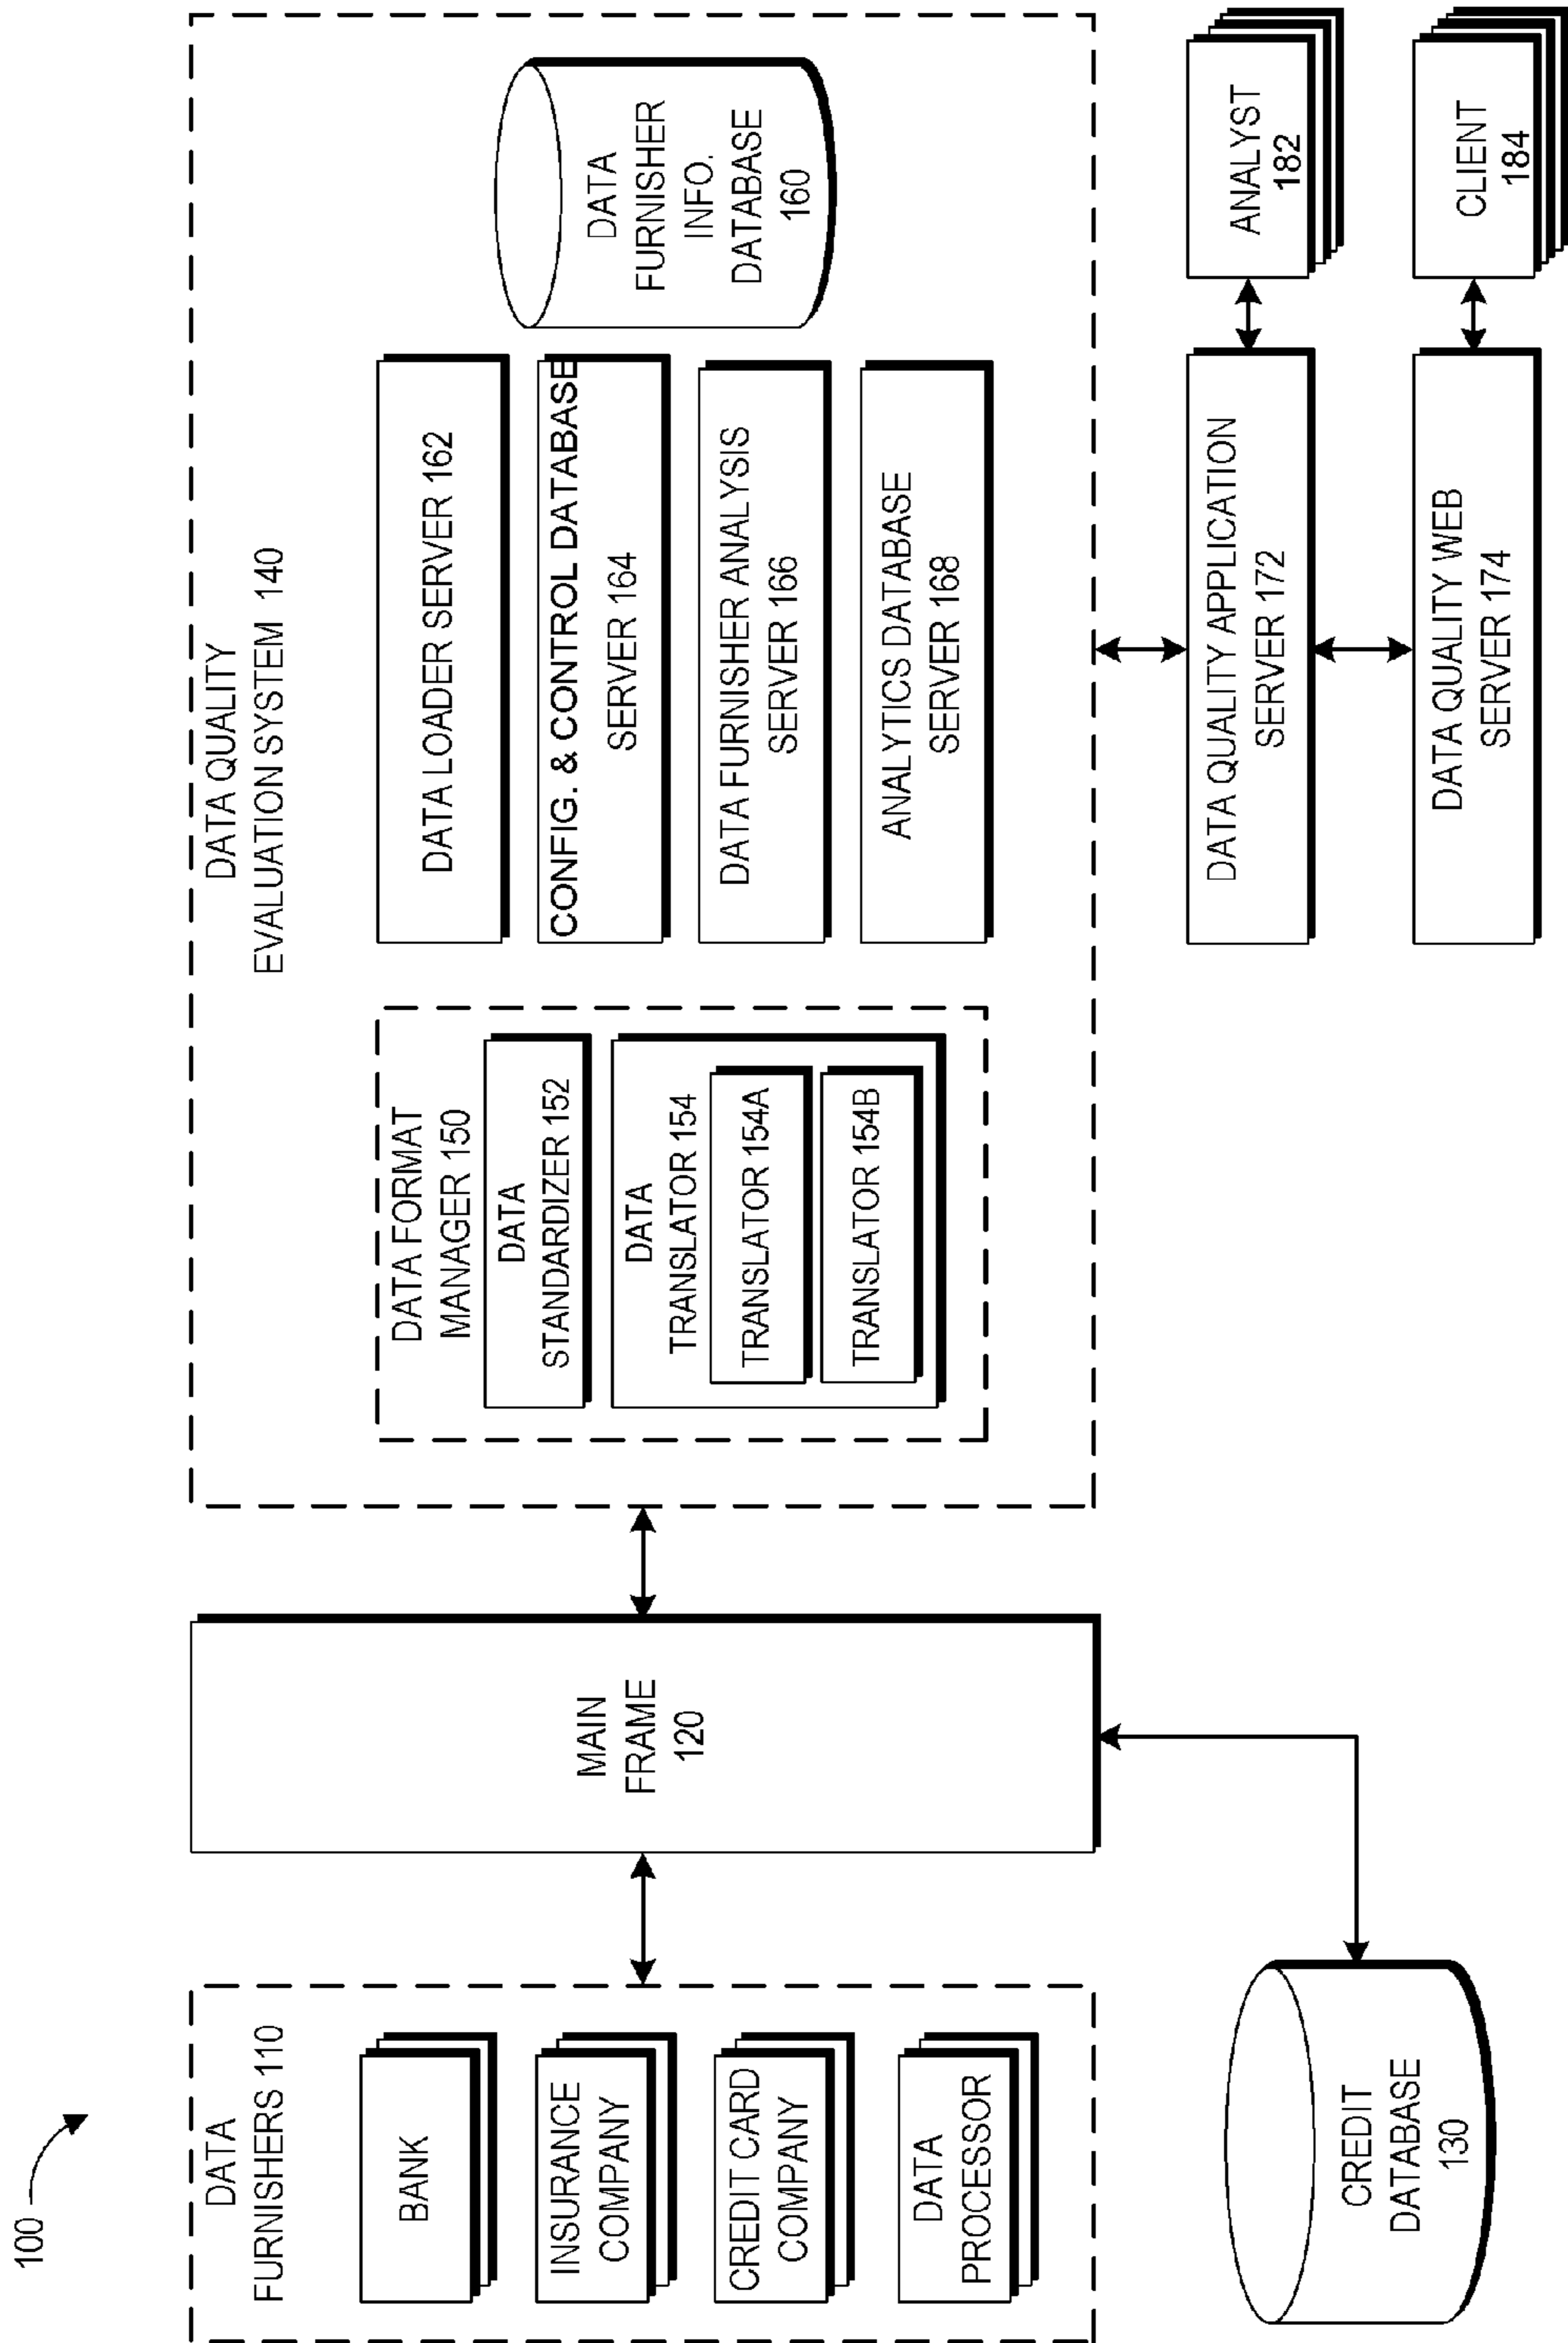 100
DATA
FURNISHERS 110
BANK
INSURANCE
COMPANY
CREDIT CARD
COMPANY
DATA
PROCESSOR
MAIN
FRAME
120
CREDIT
DATABASE
130
DATA QUALITY
EVALUATION SYSTEM 140
DATA FORMAT
MANAGER 150
DATA
STANDARDIZER 152
DATA
TRANSLATOR 154
TRANSLATOR 154A
TRANSLATOR 154B
DATA LOADER SERVER 162
CONFIG. & CONTROL DATABASE
SERVER 164
DATA FURNISHER ANALYSIS
SERVER 166
ANALYTICS DATABASE
SERVER 168
DATA
FURNISHER
INFO.
DATABASE
160
DATA QUALITY APPLICATION
SERVER 172
ANALYST
182
DATA QUALITY WEB
SERVER 174
CLIENT
184